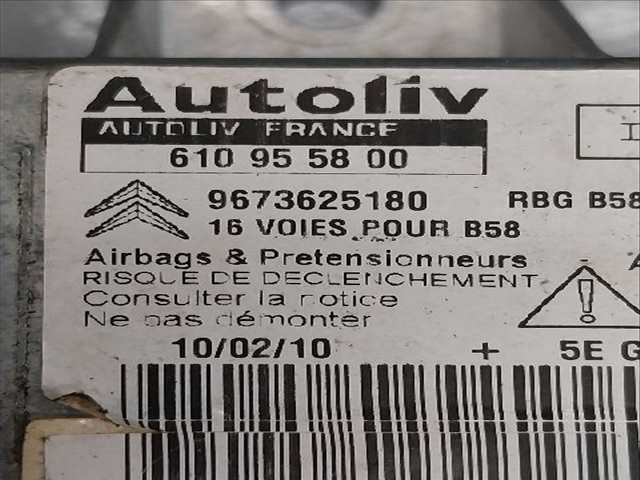 Autoliv
AUTOLIV FRANCE
610 95 58 00
9673625180 RBG B58
16 VOIES POUR B58
Airbags & Pretensionneurs
RISQUE DE DECLENCHEMENT
Consulter la notice
Ne pas démonter
10/02/10 + 5E G